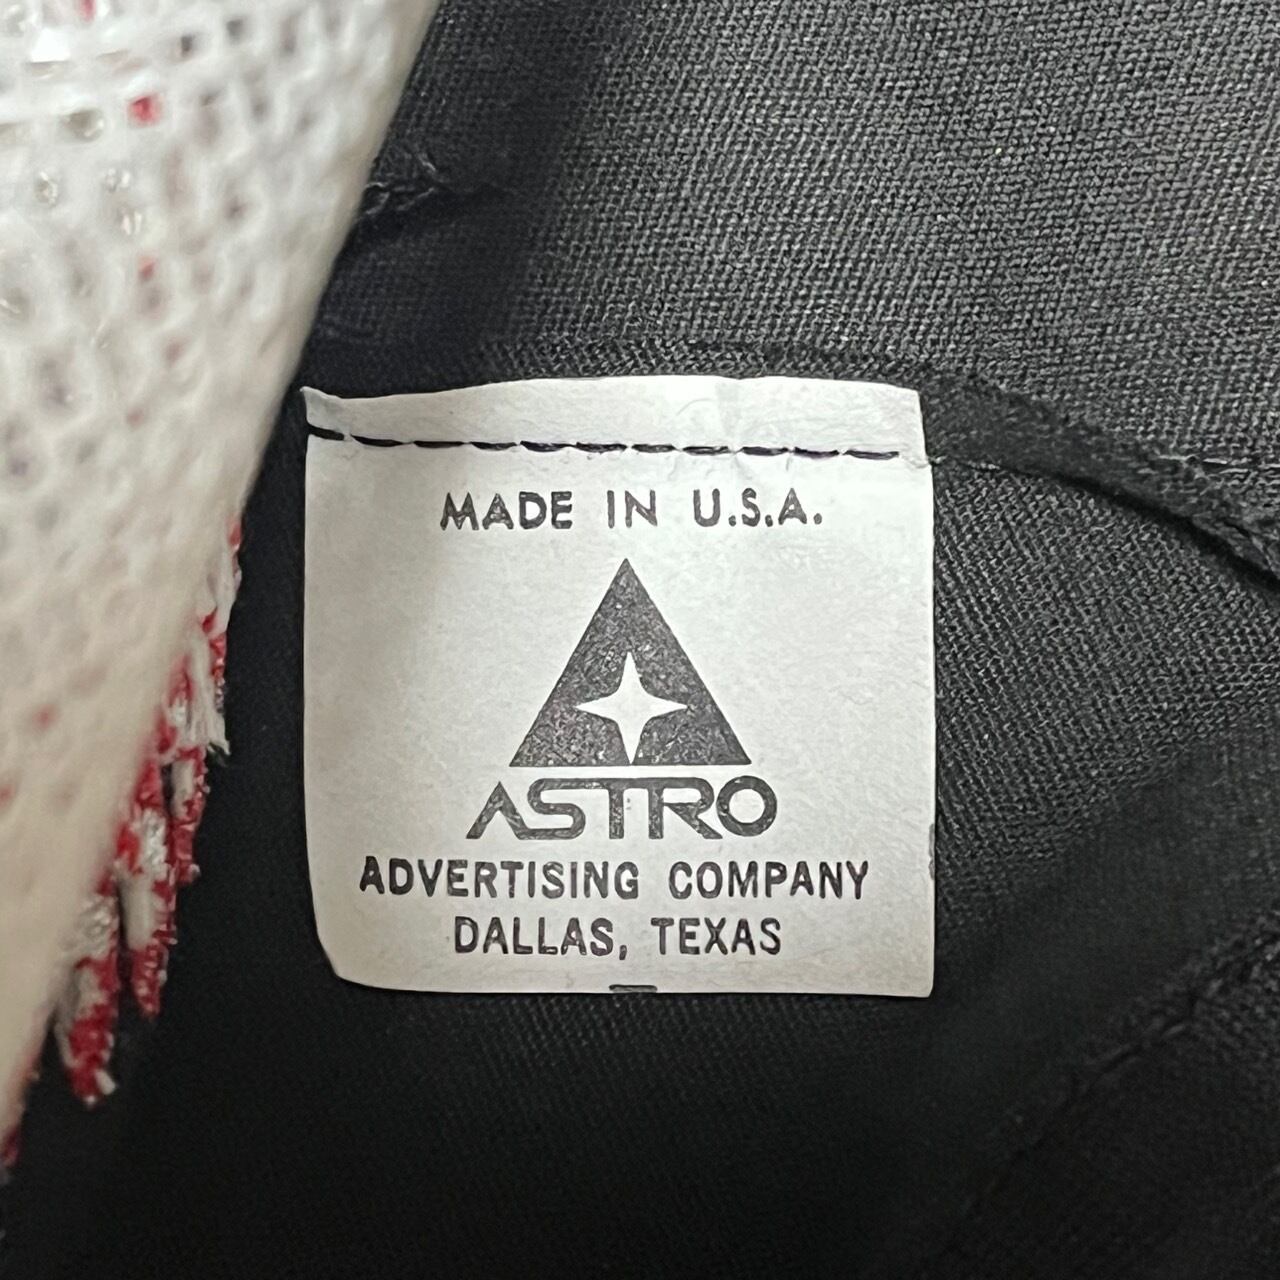 MADE IN U.S.A.
ASTRO
ADVERTISING COMPANY
DALLAS, TEXAS